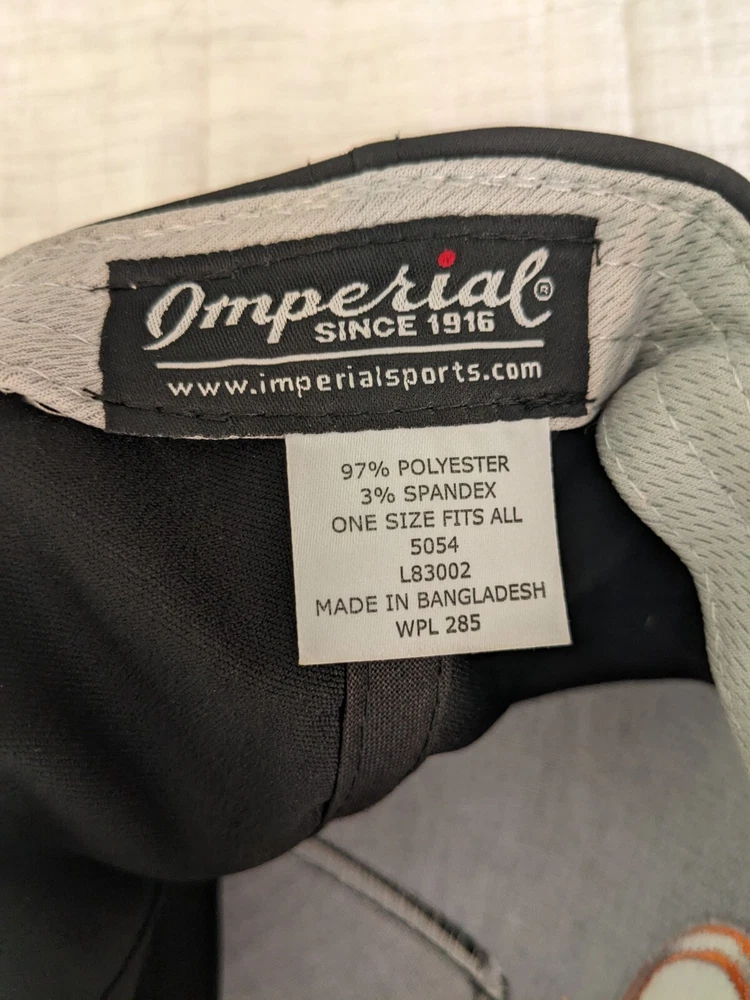 Imperial®
SINCE 1916
www.imperialsports.com
97% POLYESTER
3% SPANDEX
ONE SIZE FITS ALL
5054
L83002
MADE IN BANGLADESH
WPL 285